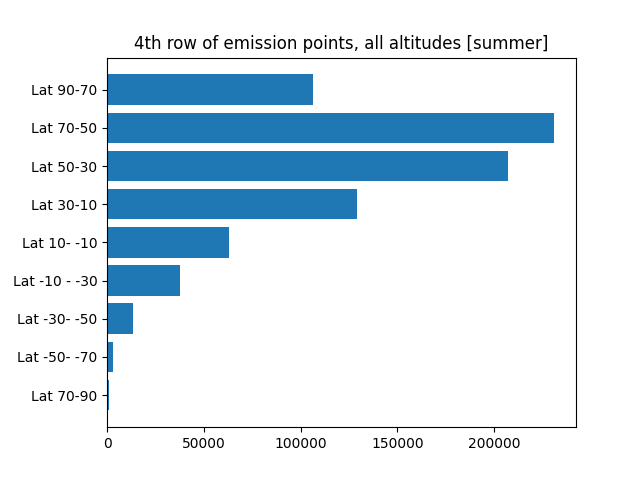 4th row of emission points, all altitudes [summer]
Lat 90-70
Lat 70-50
Lat 50-30
Lat 30-10
Lat 10- -10
Lat -10 - -30
Lat -30- -50
Lat -50- -70
Lat 70-90
0 50000 100000 150000 200000